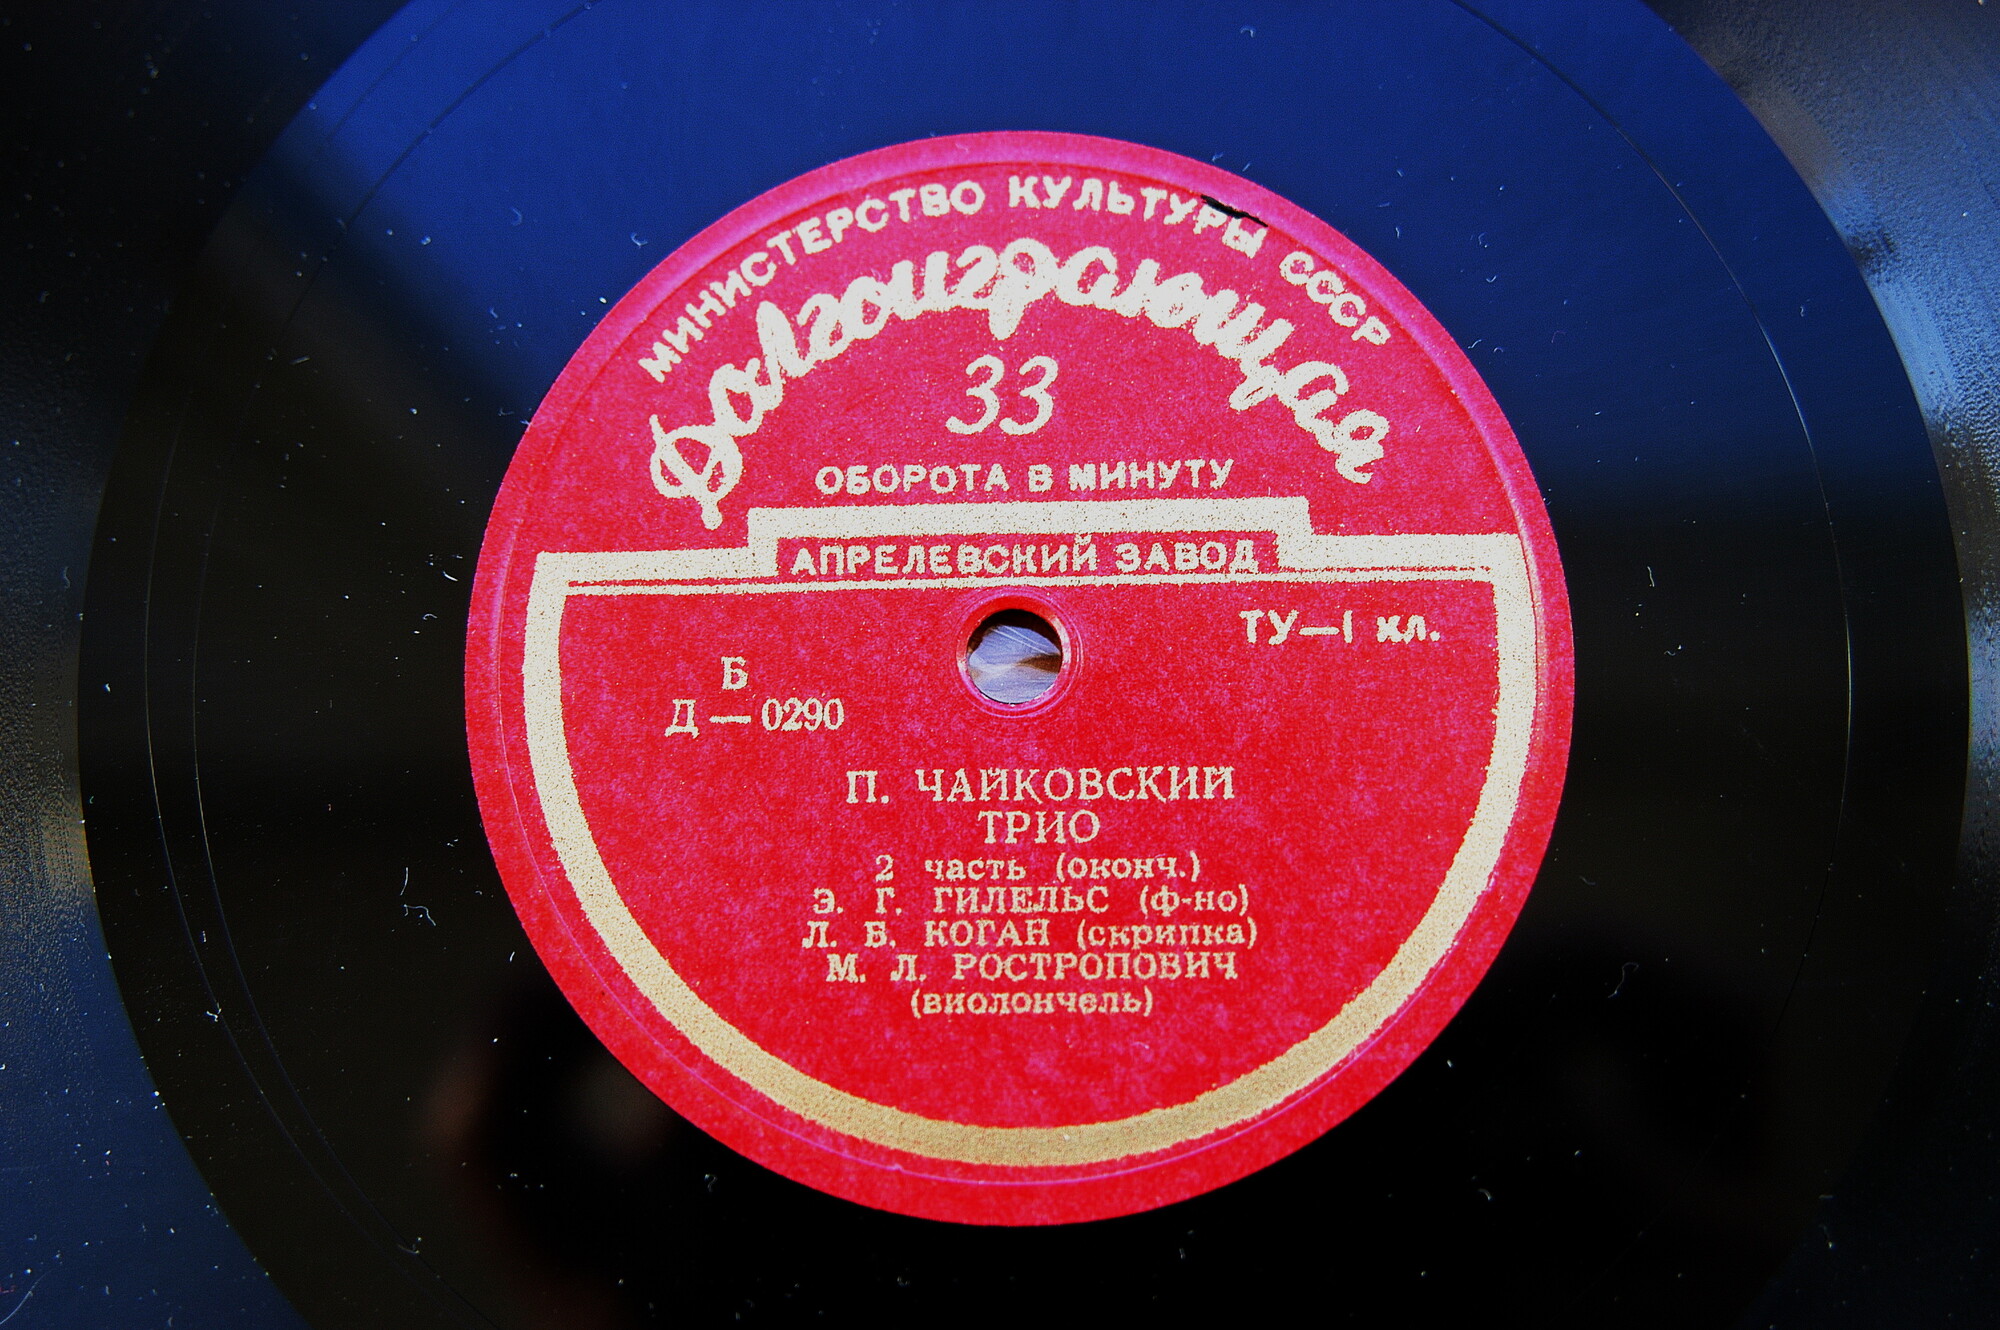 МИНИСТЕРСТВО КУЛЬТУРЫ СССР
Долгоиграющая
33
ОБОРОТА В МИНУТУ
АПРЕЛЕВСКИЙ ЗАВОД
ТУ—I кл.
Б
Д — 0290
П. ЧАЙКОВСКИЙ
ТРИО
2 часть (оконч.)
Э. Г. ГИЛЕЛЬС (ф-но)
Л. Б. КОГАН (скрипка)
М. Л. РОСТРОПОВИЧ
(виолончель)